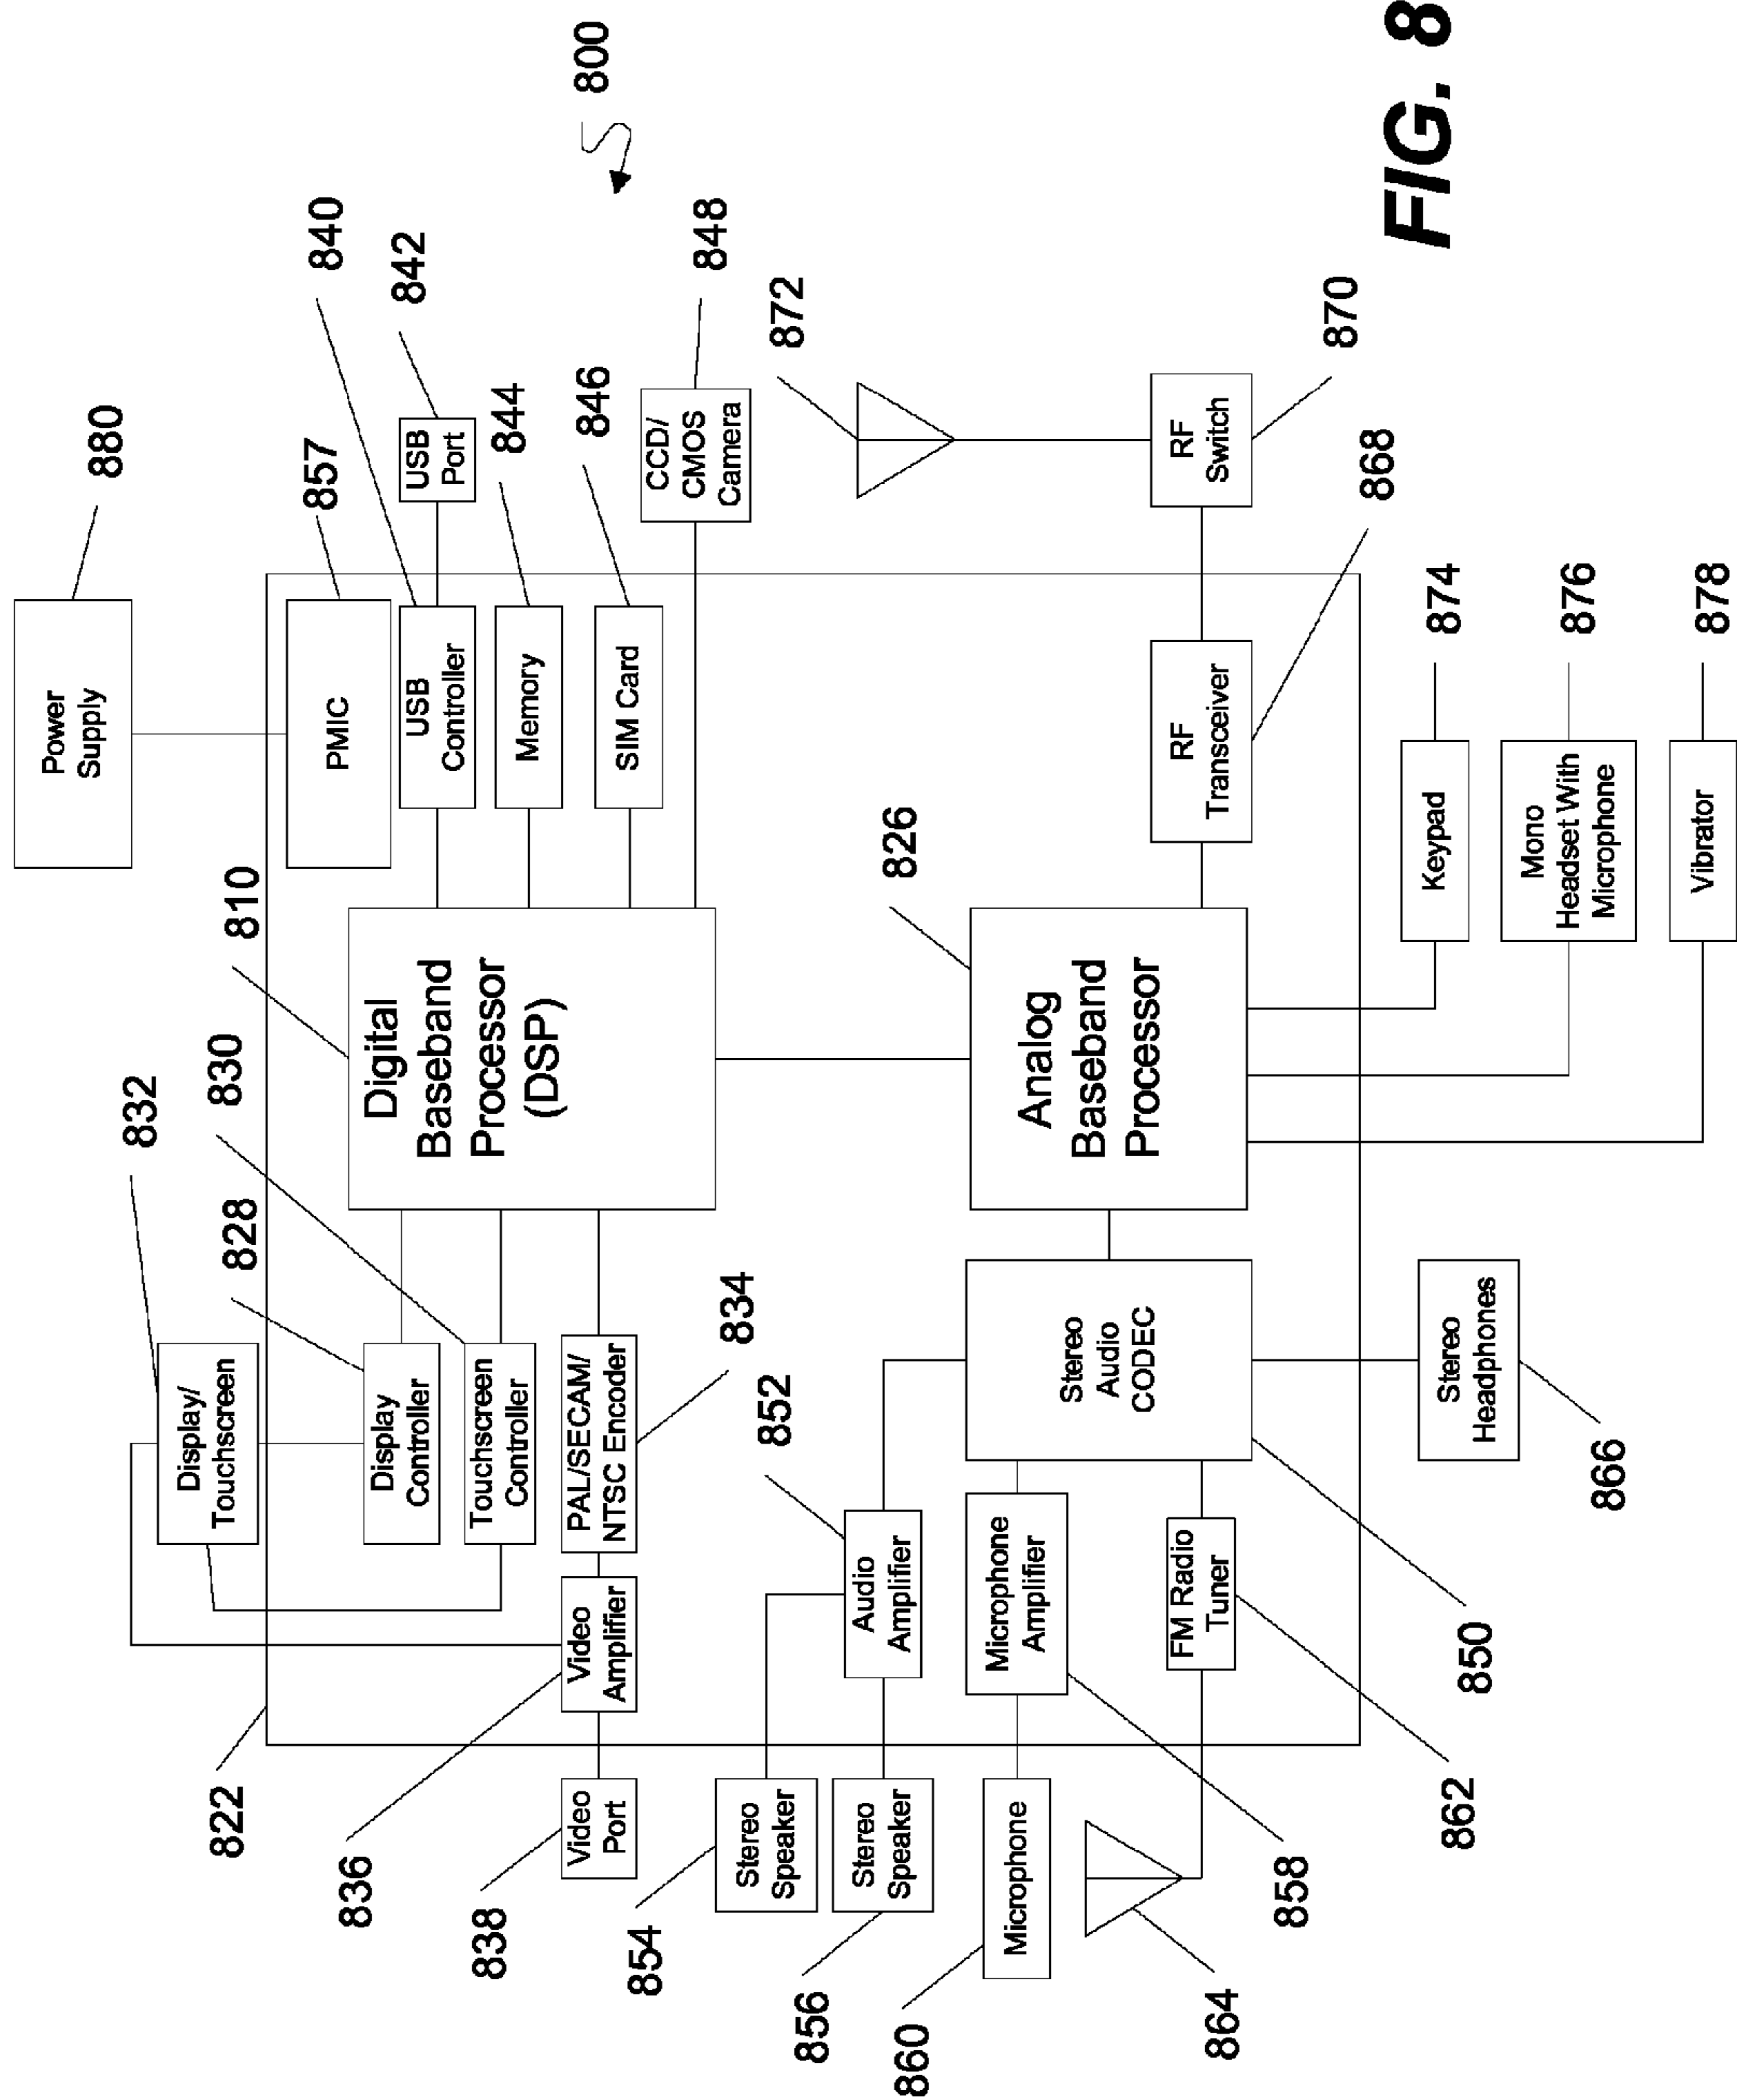 800
880
Power
Supply
857
PMIC
840
842
USB
Controller
USB
Port
844
Memory
846
SIM Card
848
CCD/
CMOS
Camera
810
Digital
Baseband
Processor
(DSP)
832
Display/
Touchscreen
830
828
Display
Controller
Touchscreen
Controller
834
PAL/SECAM/
NTSC Encoder
822
836
Video
Amplifier
838
Video
Port
826
Analog
Baseband
Processor
872
870
RF
Switch
868
RF
Transceiver
852
Audio
Amplifier
854
Stereo
Speaker
856
Stereo
Speaker
Stereo
Audio
CODEC
850
858
Microphone
Amplifier
860
Microphone
862
FM Radio
Tuner
864
866
Stereo
Headphones
874
Keypad
876
Mono
Headset With
Microphone
878
Vibrator
FIG. 8